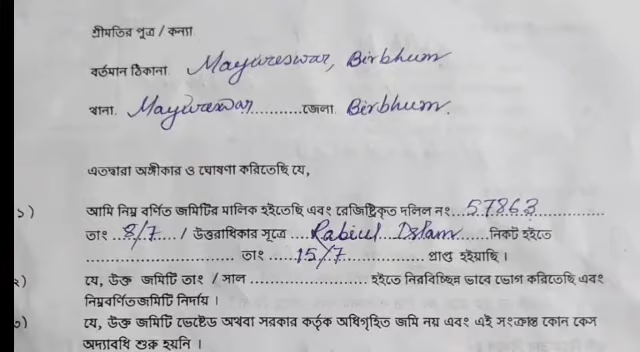 শ্রীমতির পুত্র / কন্যা
বর্তমান ঠিকানা Mayureswar, Birbhum
থানা. Mayureswar...........জেলা. Birbhum.
এতদ্বারা অঙ্গীকার ও ঘোষণা করিতেছি যে,
১) আমি নিম্ন বর্ণিত জমিটির মালিক হইতেছি এবং রেজিষ্ট্রিকৃত দলিল নং...57863...............
তাং ...8/7...... / উত্তরাধিকার সূত্রে ....Rabiul Islam......নিকট হইতে
.................................... তাং .....15/7.................. প্রাপ্ত হইয়াছি।
২) যে, উক্ত জমিটি তাং / সাল ............................ হইতে নিরবিচ্ছিন্ন ভাবে ভোগ করিতেছি এবং
নিম্নবর্ণিতজমিটি নির্দায়।
৩) যে, উক্ত জমিটি ভেষ্টেড অথবা সরকার কর্তৃক অধিগৃহিত জমি নয় এবং এই সংক্রান্ত কোন কেস
অদ্যাবধি শুরু হয়নি।